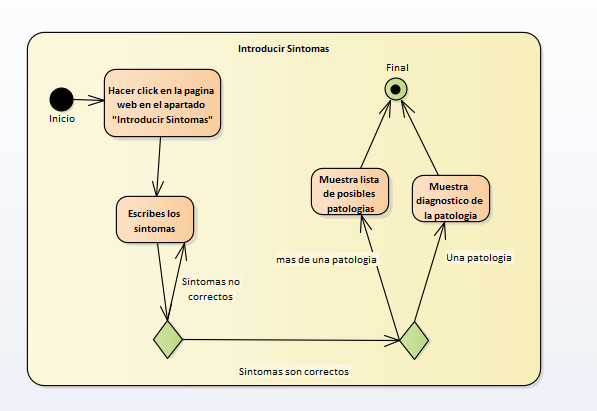 Introducir Sintomas
Final
Hacer click en la pagina
web en el apartado
"Introducir Sintomas"
Inicio
Muestra lista
de posibles
patologias
Muestra
diagnostico de
la patologia
Escribes los
sintomas
mas de una patologia
Una patologia
Sintomas no
correctos
Sintomas son correctos